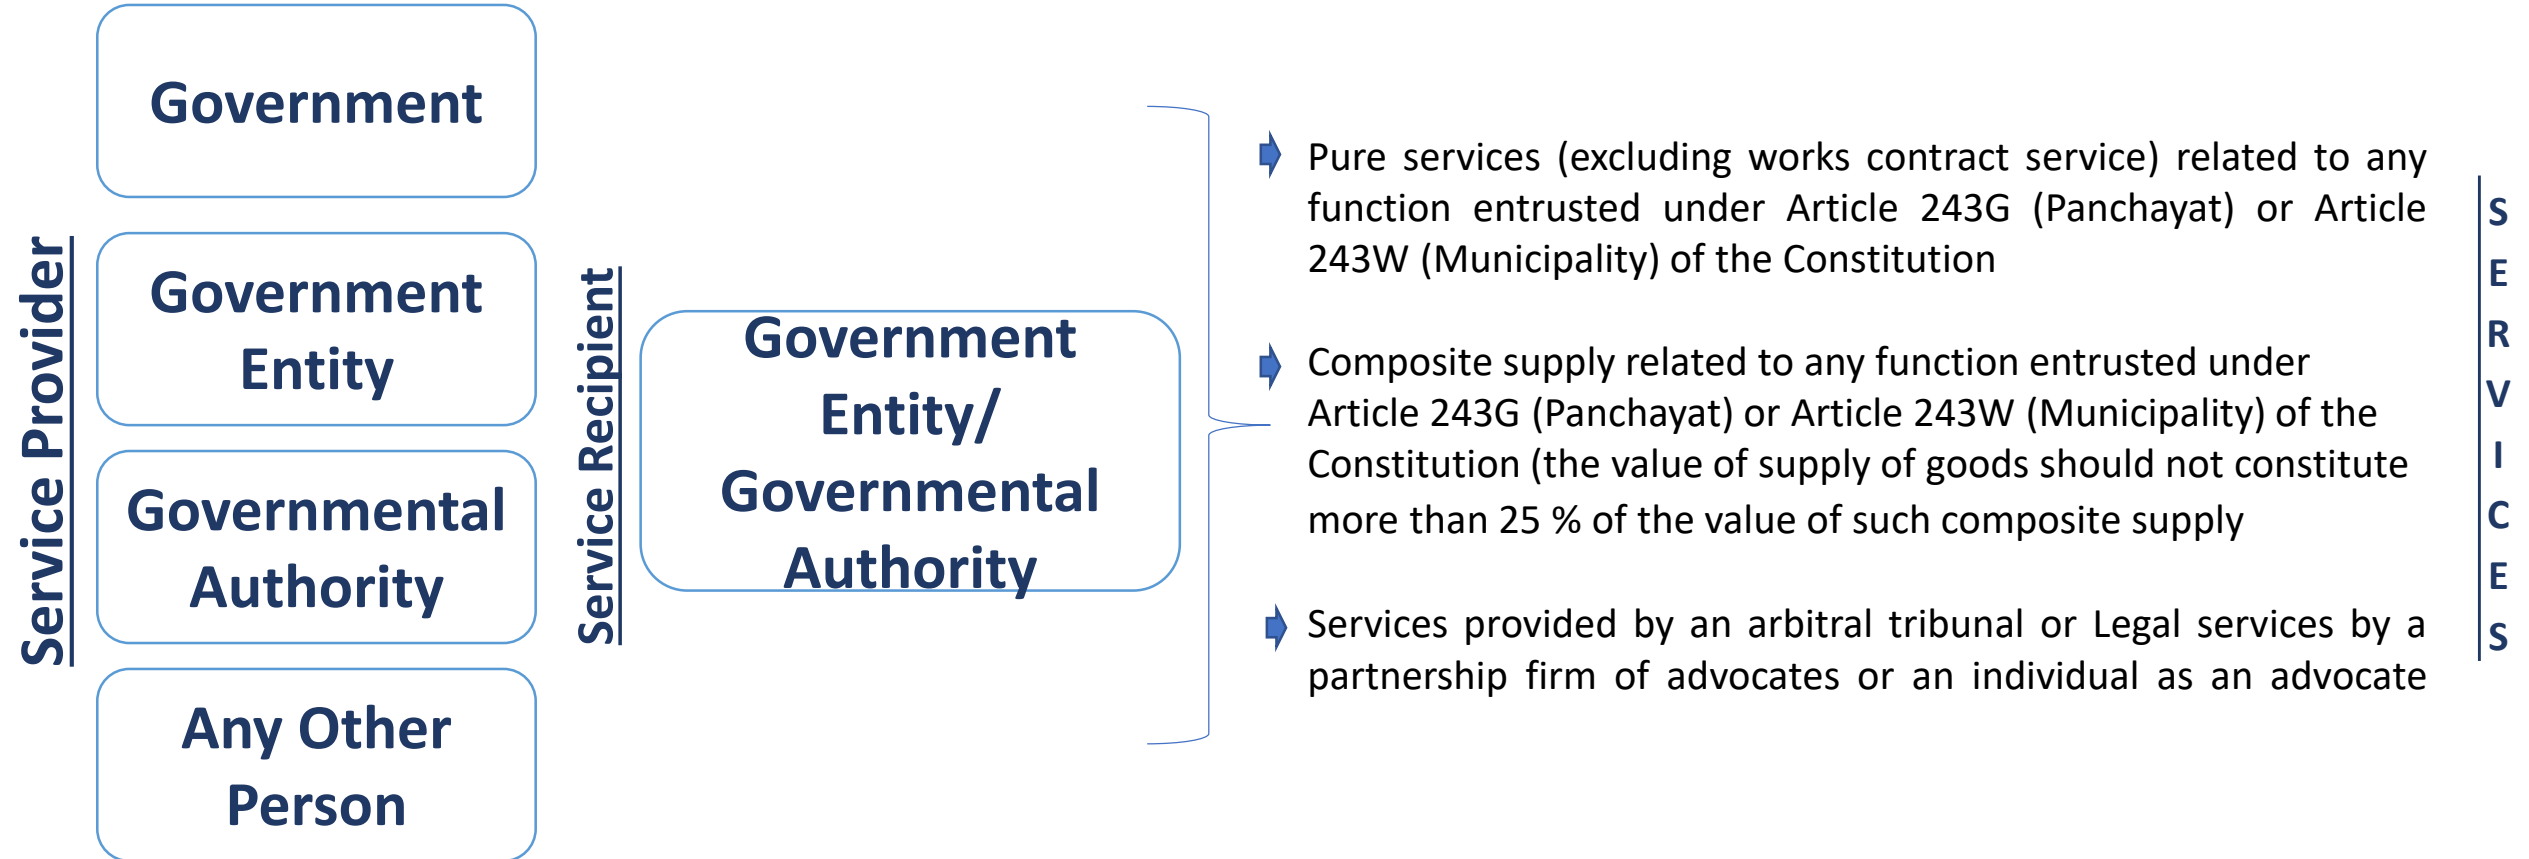 Service Provider
Government
Government
Entity
Governmental
Authority
Any Other
Person
Service Recipient
Government
Entity/
Governmental
Authority
Pure services (excluding works contract service) related to any
function entrusted under Article 243G (Panchayat) or Article
243W (Municipality) of the Constitution
Composite supply related to any function entrusted under
Article 243G (Panchayat) or Article 243W (Municipality) of the
Constitution (the value of supply of goods should not constitute
more than 25 % of the value of such composite supply
Services provided by an arbitral tribunal or Legal services by a
partnership firm of advocates or an individual as an advocate
S
E
R
V
I
C
E
S